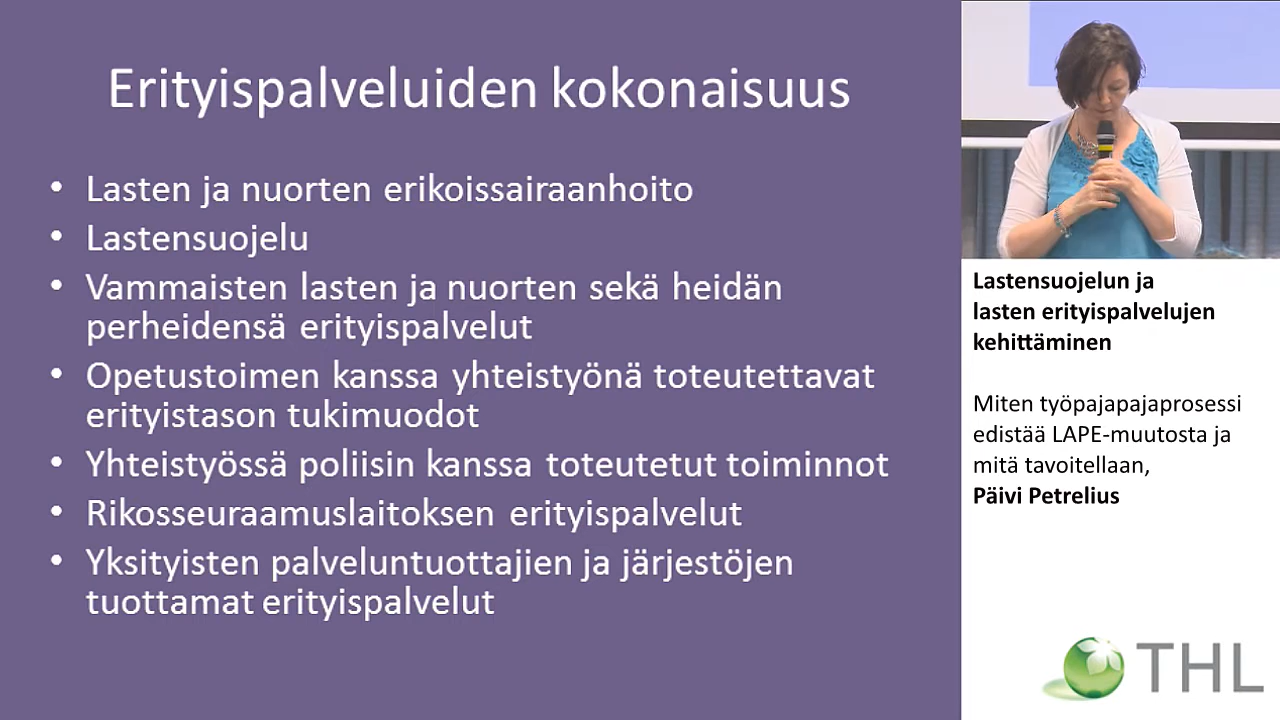 Erityispalveluiden kokonaisuus
• Lasten ja nuorten erikoissairaanhoito
• Lastensuojelu
• Vammaisten lasten ja nuorten sekä heidän
perheidensä erityispalvelut
• Opetustoimen kanssa yhteistyönä toteutettavat
erityistason tukimuodot
• Yhteistyössä poliisin kanssa toteutetut toiminnot
• Rikosseuraamuslaitoksen erityispalvelut
• Yksityisten palveluntuottajien ja järjestöjen
tuottamat erityispalvelut
Lastensuojelun ja
lasten erityispalvelujen
kehittäminen
Miten työpajapajaprosessi
edistää LAPE-muutosta ja
mitä tavoitellaan,
Päivi Petrelius
THL